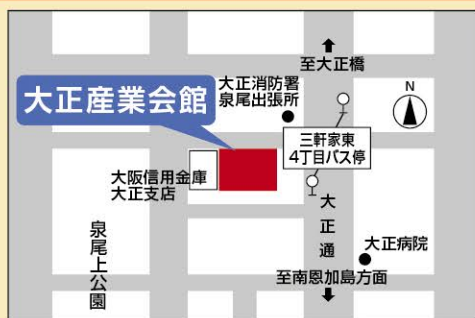 至大正橋
大正消防署
泉尾出張所
N
大正産業会館
三軒家東
4丁目バス停
大阪信用金庫
大正支店
大正通
泉尾上公園
大正病院
至南恩加島方面